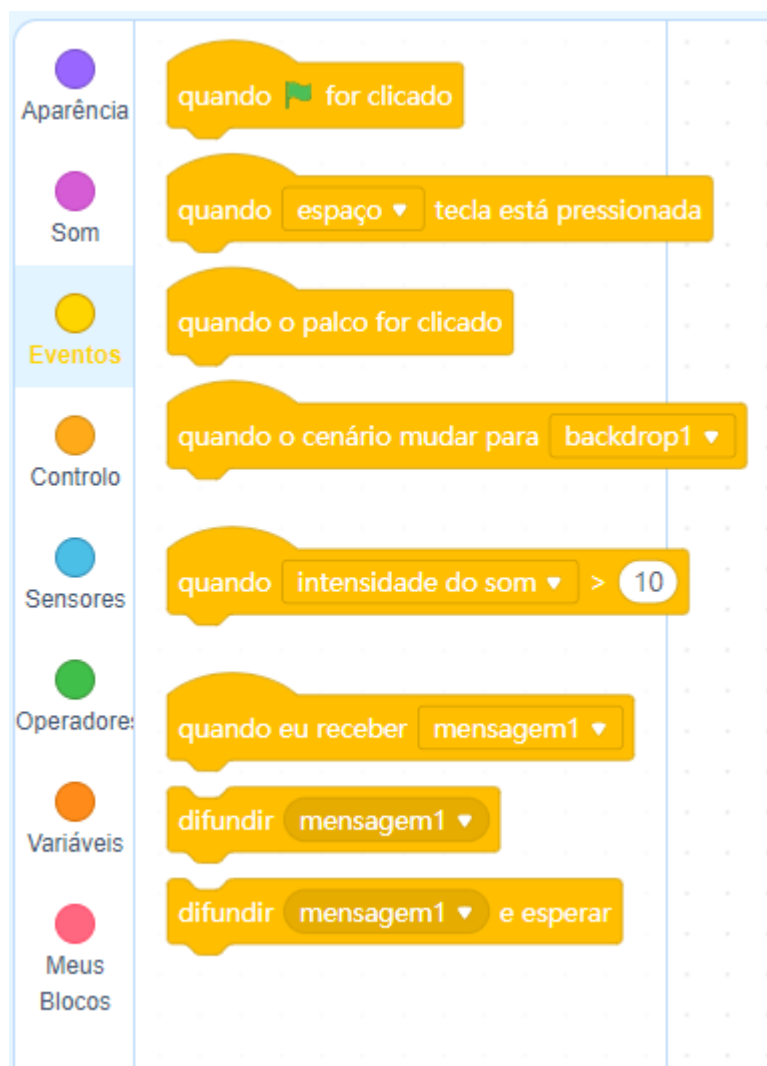 Aparência
Som
Eventos
Controlo
Sensores
Operadores
Variáveis
Meus
Blocos
quando for clicado
quando espaço tecla está pressionada
quando o palco for clicado
quando o cenário mudar para backdrop1
quando intensidade do som > 10
quando eu receber mensagem1
difundir mensagem1
difundir mensagem1 e esperar